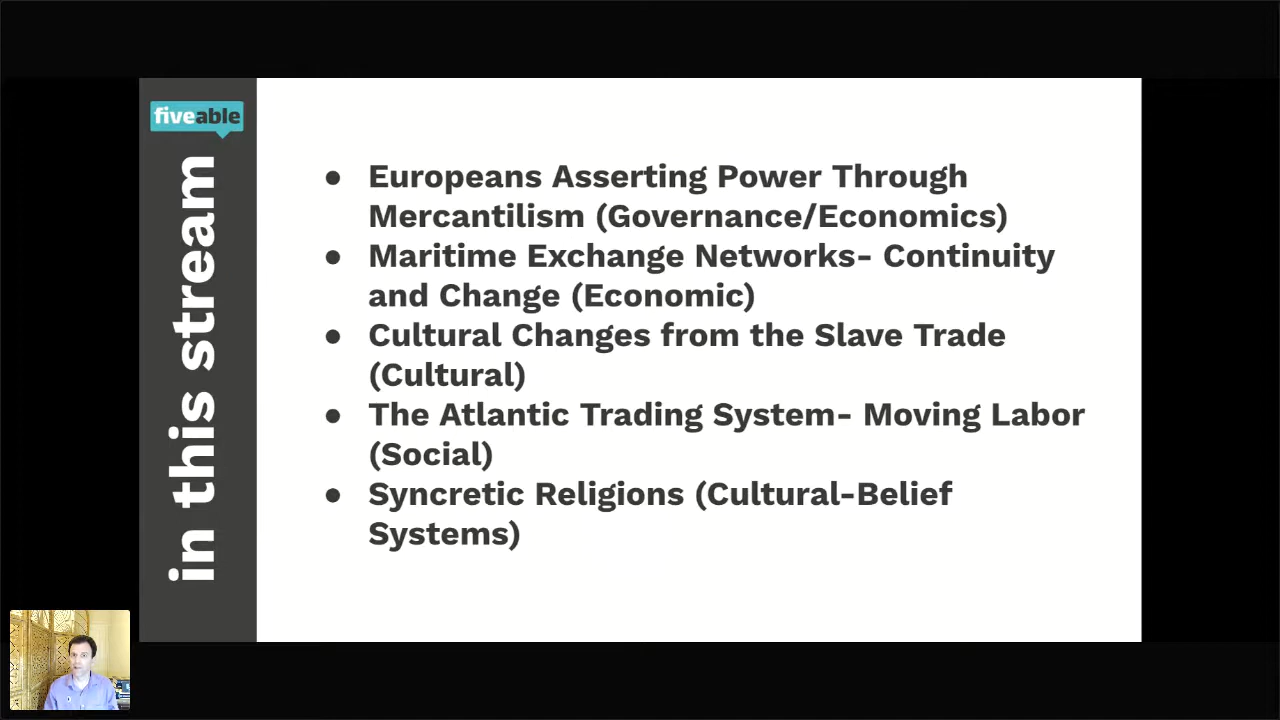 fiveable
in this stream
● Europeans Asserting Power Through
Mercantilism (Governance/Economics)
● Maritime Exchange Networks- Continuity
and Change (Economic)
● Cultural Changes from the Slave Trade
(Cultural)
● The Atlantic Trading System- Moving Labor
(Social)
● Syncretic Religions (Cultural-Belief
Systems)